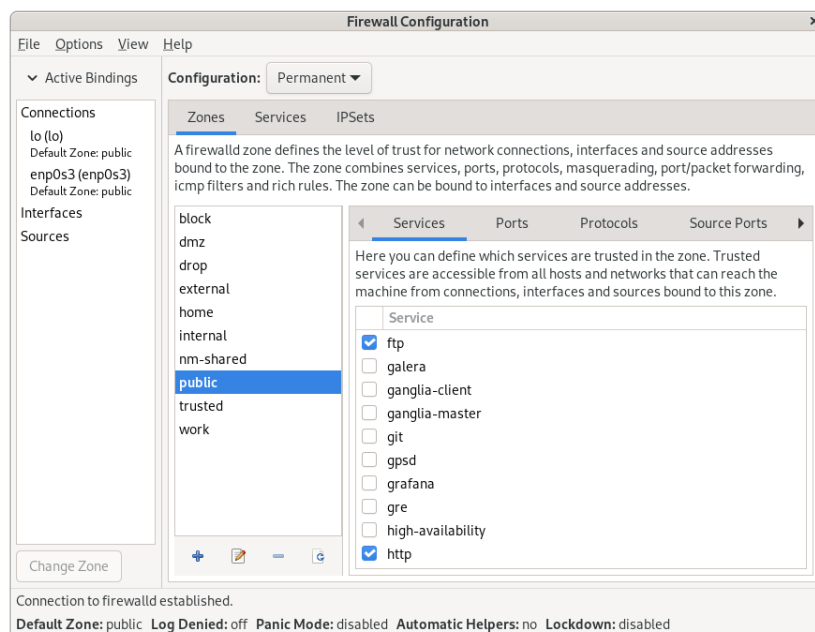 Firewall Configuration
File Options View Help
Active Bindings
Configuration: Permanent
Connections
lo (lo)
Default Zone: public
enp0s3 (enp0s3)
Default Zone: public
Interfaces
Sources
Change Zone
Zones Services IPSets
A firewalld zone defines the level of trust for network connections, interfaces and source addresses
bound to the zone. The zone combines services, ports, protocols, masquerading, port/packet forwarding,
icmp filters and rich rules. The zone can be bound to interfaces and source addresses.
block
dmz
drop
external
home
internal
nm-shared
public
trusted
work
Services Ports Protocols Source Ports
Here you can define which services are trusted in the zone. Trusted
services are accessible from all hosts and networks that can reach the
machine from connections, interfaces and sources bound to this zone.
Service
ftp
galera
ganglia-client
ganglia-master
git
gpsd
grafana
gre
high-availability
http
Connection to firewalld established.
Default Zone: public Log Denied: off Panic Mode: disabled Automatic Helpers: no Lockdown: disabled